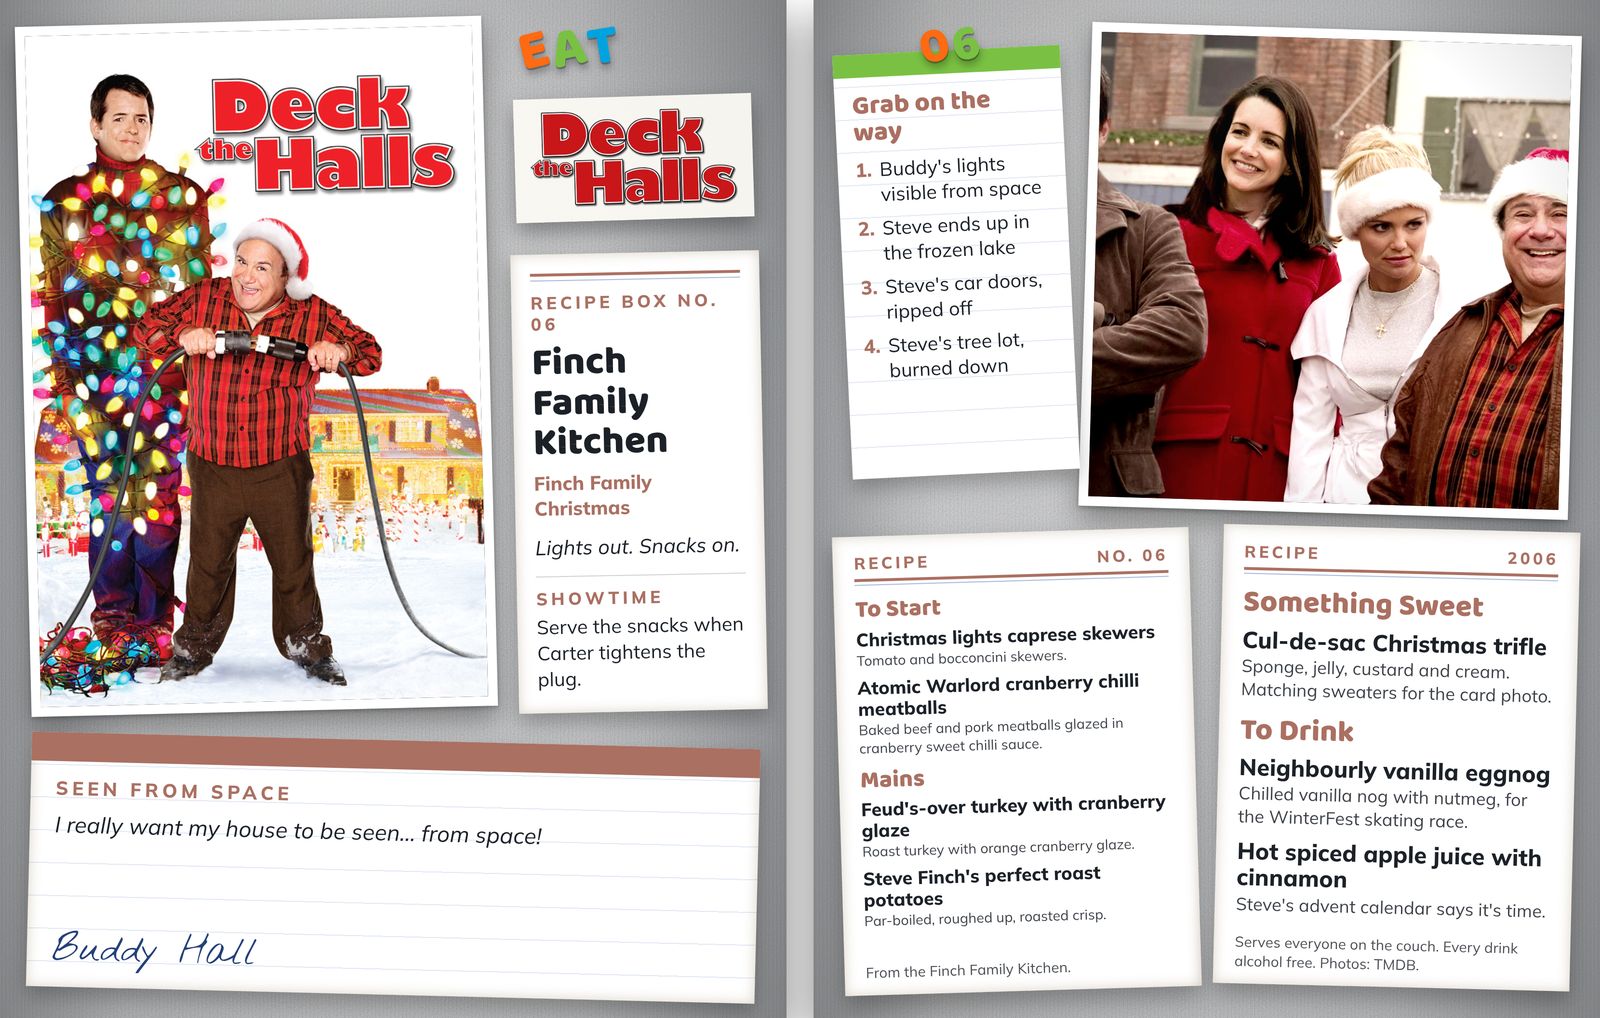 Deck
the Halls
EAT
Deck
the Halls
RECIPE BOX NO.
06
Finch
Family
Kitchen
Finch Family
Christmas
Lights out. Snacks on.
SHOWTIME
Serve the snacks when
Carter tightens the
plug.
SEEN FROM SPACE
I really want my house to be seen... from space!
Buddy Hall
06
Grab on the
way
1. Buddy's lights
visible from space
2. Steve ends up in
the frozen lake
3. Steve's car doors,
ripped off
4. Steve's tree lot,
burned down
RECIPE NO. 06
To Start
Christmas lights caprese skewers
Tomato and bocconcini skewers.
Atomic Warlord cranberry chilli
meatballs
Baked beef and pork meatballs glazed in
cranberry sweet chilli sauce.
Mains
Feud's-over turkey with cranberry
glaze
Roast turkey with orange cranberry glaze.
Steve Finch's perfect roast
potatoes
Par-boiled, roughed up, roasted crisp.
From the Finch Family Kitchen.
RECIPE 2006
Something Sweet
Cul-de-sac Christmas trifle
Sponge, jelly, custard and cream.
Matching sweaters for the card photo.
To Drink
Neighbourly vanilla eggnog
Chilled vanilla nog with nutmeg, for
the WinterFest skating race.
Hot spiced apple juice with
cinnamon
Steve's advent calendar says it's time.
Serves everyone on the couch. Every drink
alcohol free. Photos: TMDB.